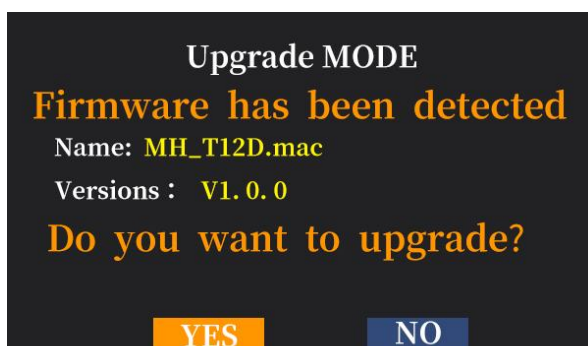 Upgrade MODE
Firmware has been detected
Name: MH_T12D.mac
Versions： V1.0.0
Do you want to upgrade?
YES NO